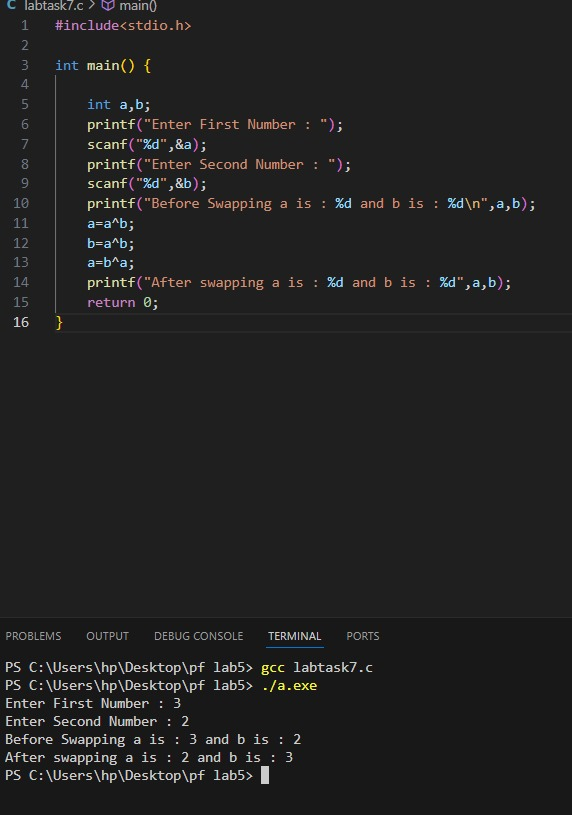 C labtask7.c > main()
1 #include<stdio.h>
2
3 int main() {
4
5 int a,b;
6 printf("Enter First Number : ");
7 scanf("%d",&a);
8 printf("Enter Second Number : ");
9 scanf("%d",&b);
10 printf("Before Swapping a is : %d and b is : %d\n",a,b);
11 a=a^b;
12 b=a^b;
13 a=b^a;
14 printf("After swapping a is : %d and b is : %d",a,b);
15 return 0;
16 }
PROBLEMS OUTPUT DEBUG CONSOLE TERMINAL PORTS
PS C:\Users\hp\Desktop\pf lab5> gcc labtask7.c
PS C:\Users\hp\Desktop\pf lab5> ./a.exe
Enter First Number : 3
Enter Second Number : 2
Before Swapping a is : 3 and b is : 2
After swapping a is : 2 and b is : 3
PS C:\Users\hp\Desktop\pf lab5>